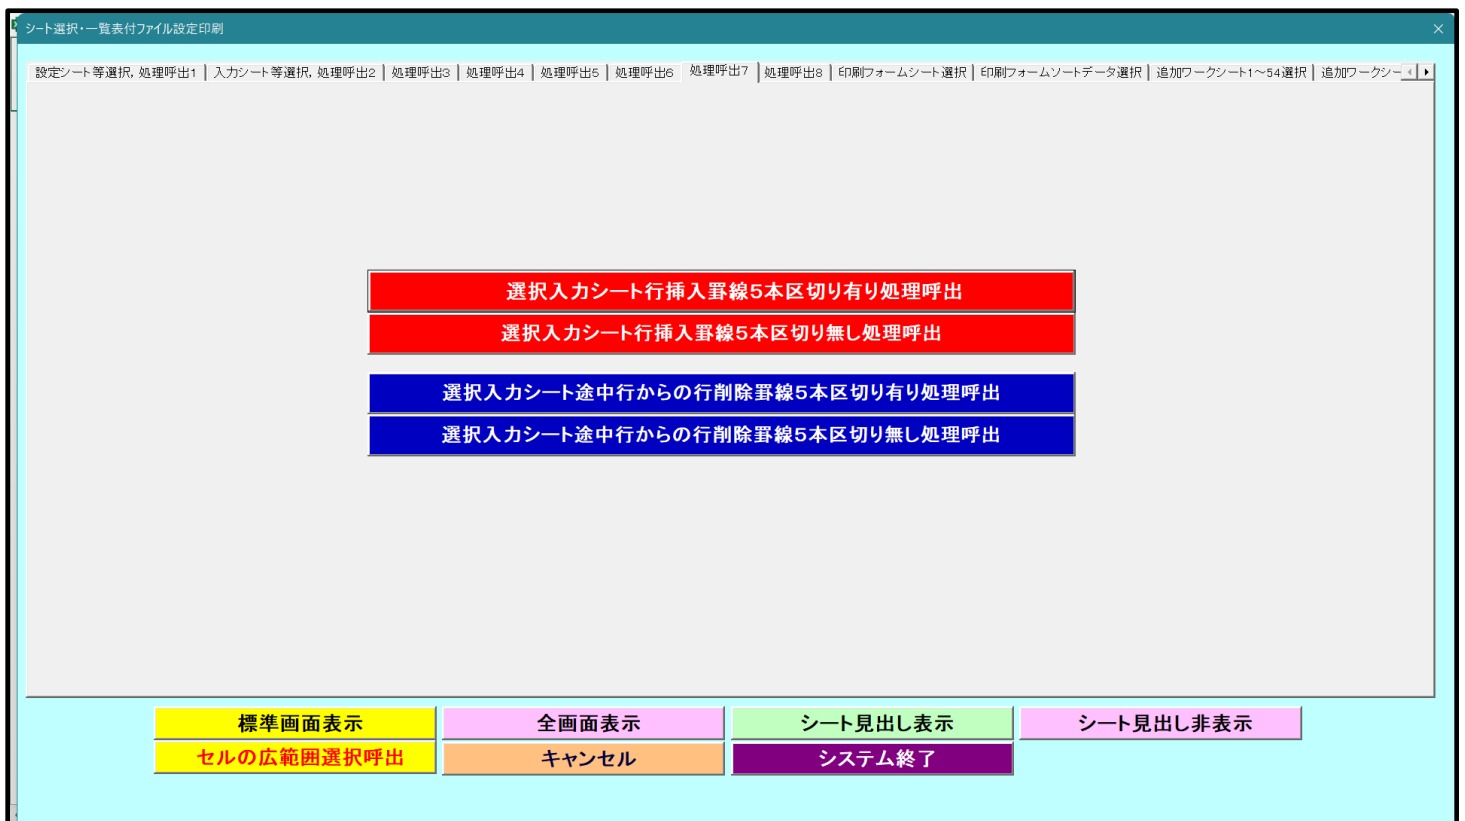 シート選択・一覧表付ファイル設定印刷
設定シート等選択, 処理呼出1 入力シート等選択, 処理呼出2 処理呼出3 処理呼出4 処理呼出5 処理呼出6 処理呼出7 処理呼出8 印刷フォームシート選択 印刷フォームソートデータ選択 追加ワークシート1～54選択 追加ワークシー
選択入力シート行挿入罫線5本区切り有り処理呼出
選択入力シート行挿入罫線5本区切り無し処理呼出
選択入力シート途中行からの行削除罫線5本区切り有り処理呼出
選択入力シート途中行からの行削除罫線5本区切り無し処理呼出
標準画面表示 全画面表示 シート見出し表示 シート見出し非表示
セルの広範囲選択呼出 キャンセル システム終了